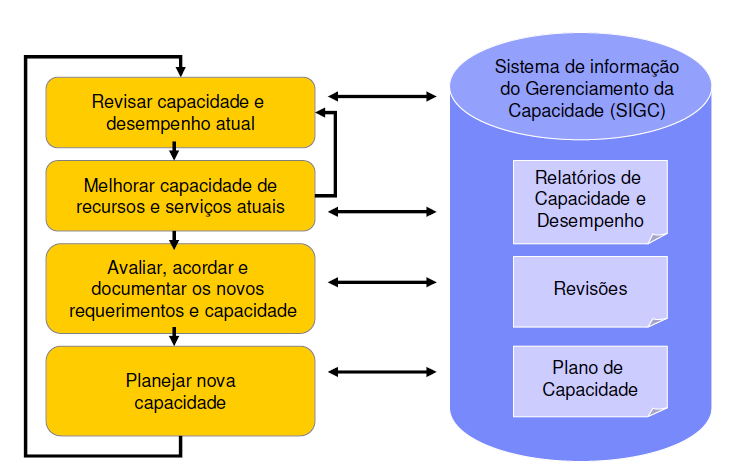 Revisar capacidade e
desempenho atual
Melhorar capacidade de
recursos e serviços atuais
Avaliar, acordar e
documentar os novos
requerimentos e capacidade
Planejar nova
capacidade
Sistema de informação
do Gerenciamento da
Capacidade (SIGC)
Relatórios de
Capacidade e
Desempenho
Revisões
Plano de
Capacidade